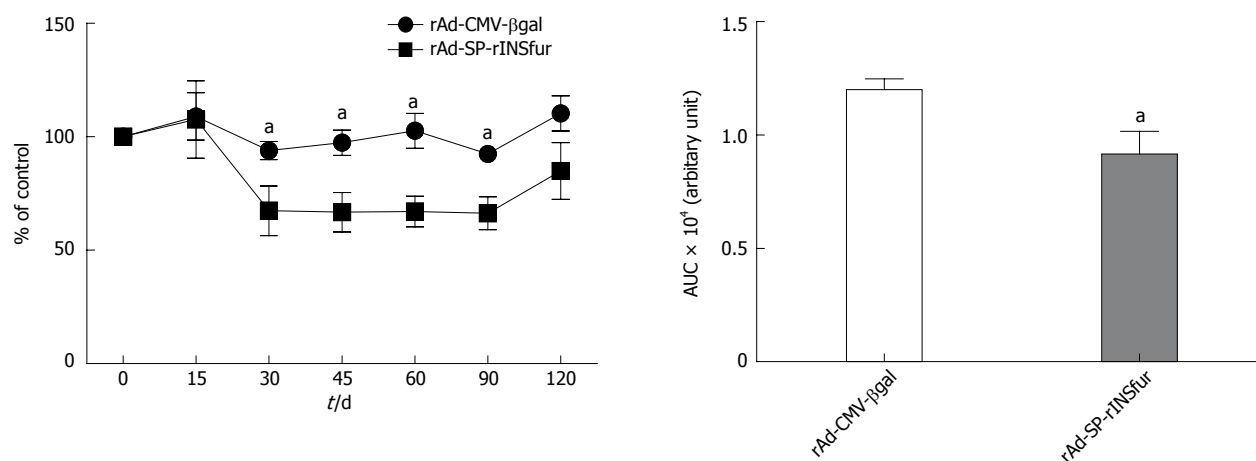 150
100
50
0
% of control
rAd-CMV-βgal
rAd-SP-rINSfur
a
a
a
a
0 15 30 45 60 90 120
t/d
1.5
1.0
0.5
0
AUC × 10⁴ (arbitary unit)
a
rAd-CMV-βgal
rAd-SP-rINSfur